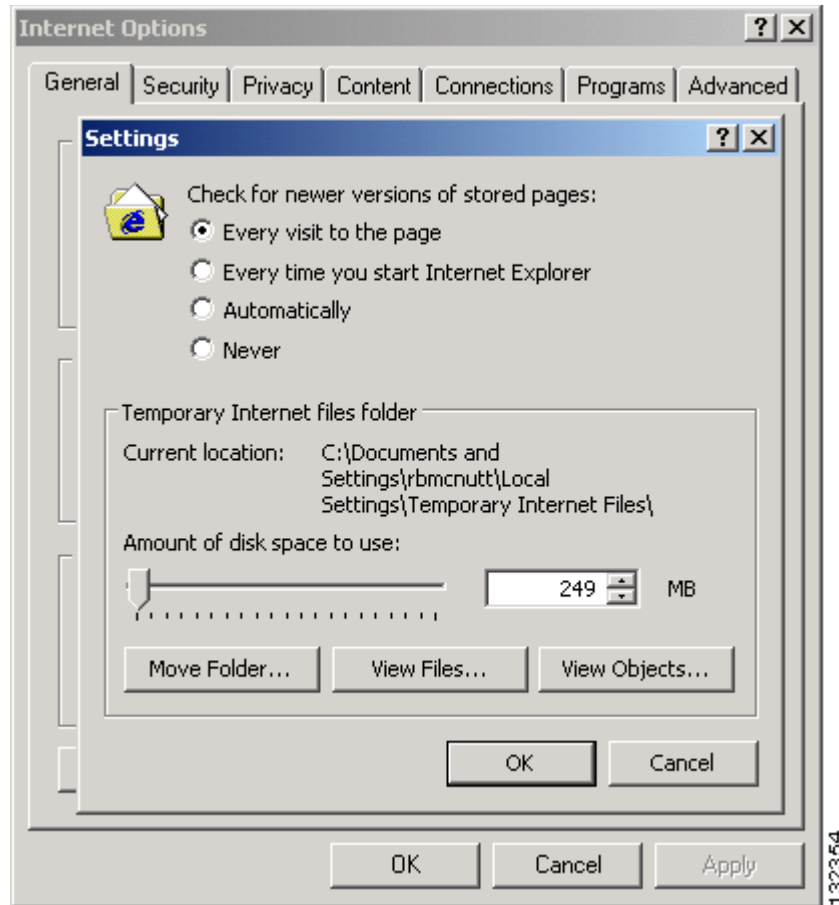 Internet Options
General Security Privacy Content Connections Programs Advanced
Settings
Check for newer versions of stored pages:
Every visit to the page
Every time you start Internet Explorer
Automatically
Never
Temporary Internet files folder
Current location: C:\Documents and
Settings\rbmcnutt\Local
Settings\Temporary Internet Files\
Amount of disk space to use:
249 MB
Move Folder... View Files... View Objects...
OK Cancel
OK Cancel Apply
132354